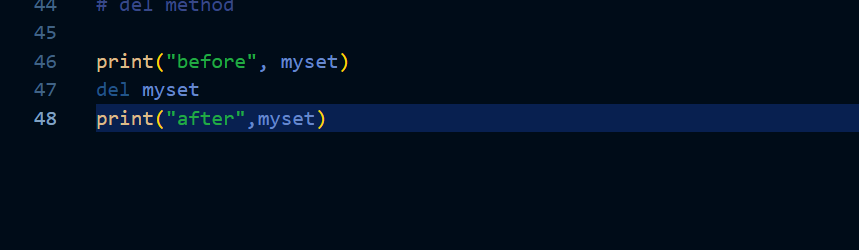 44 # del method
45
46 print("before", myset)
47 del myset
48 print("after",myset)